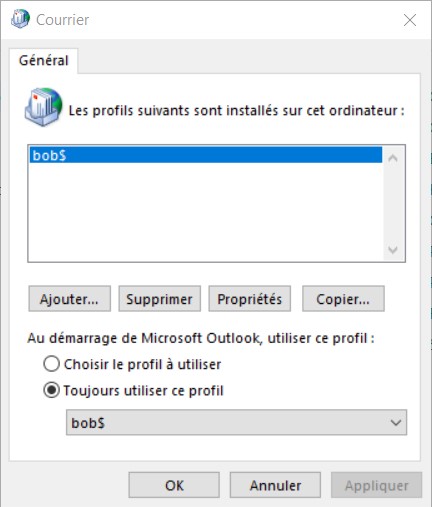 Courrier
Général
Les profils suivants sont installés sur cet ordinateur :
bob$
Ajouter... Supprimer Propriétés Copier...
Au démarrage de Microsoft Outlook, utiliser ce profil :
Choisir le profil à utiliser
Toujours utiliser ce profil
bob$
OK Annuler Appliquer